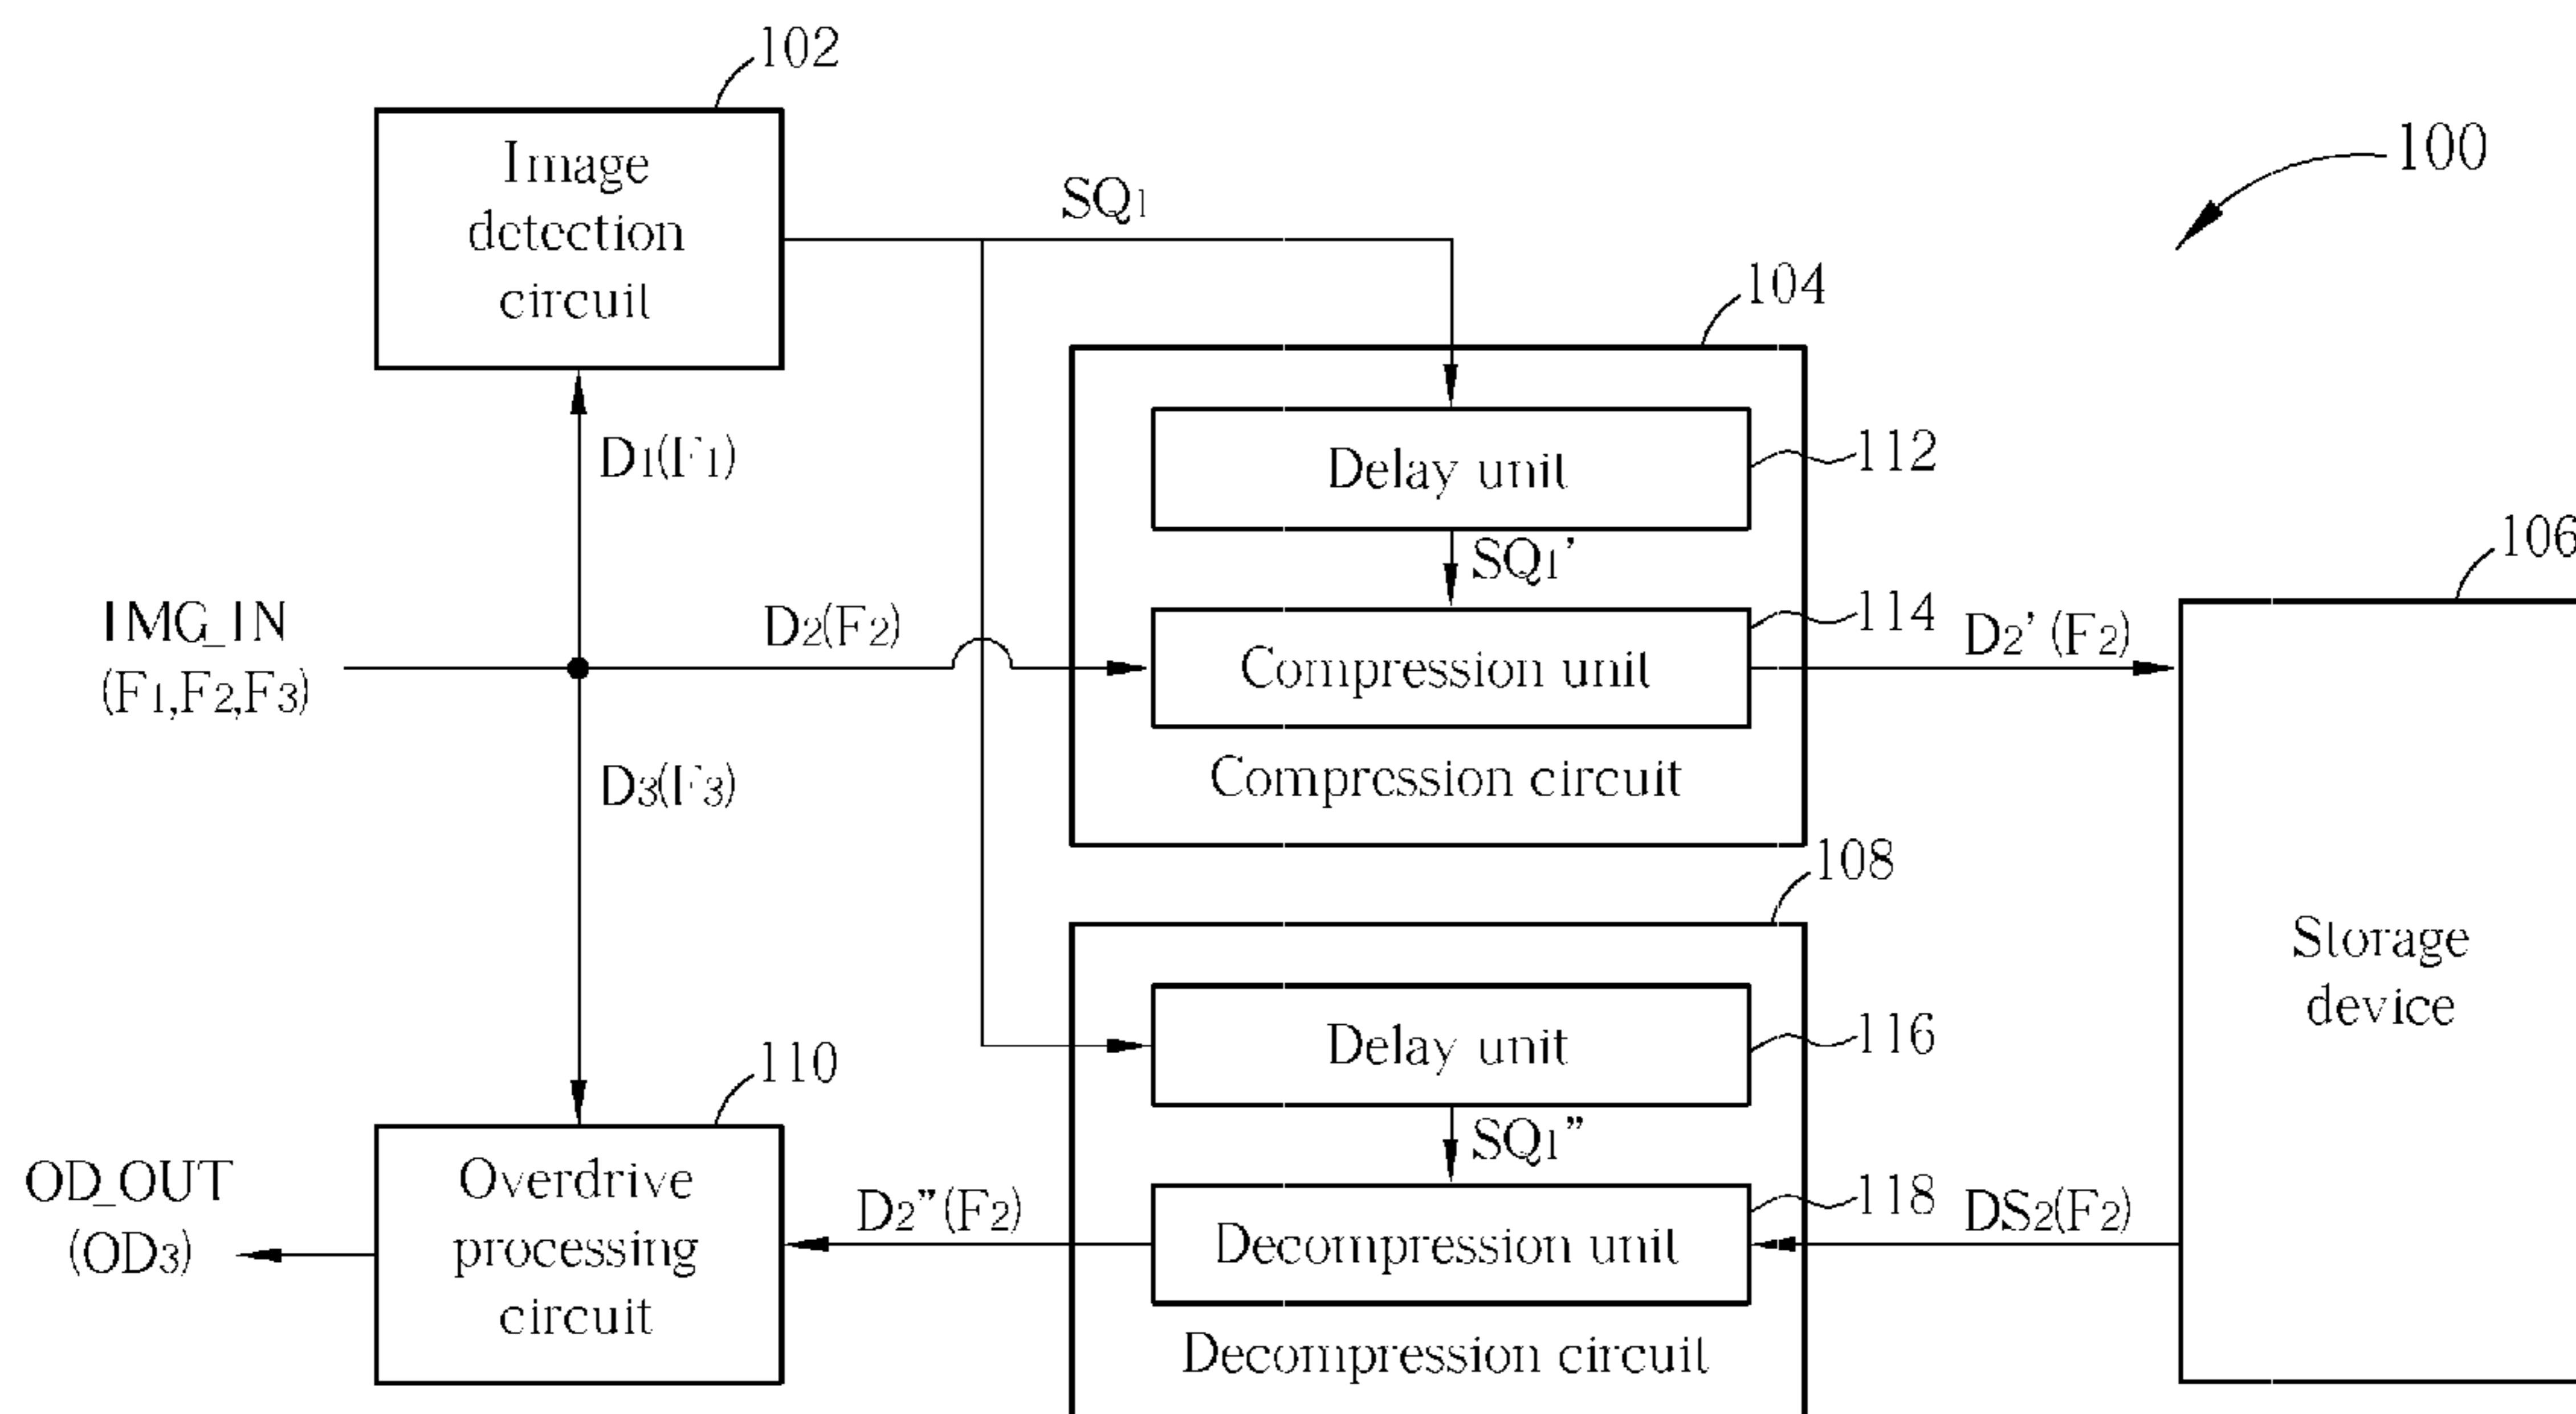 102
100
Image
detection
circuit
SQ1
104
D1(F1)
Delay unit
112
SQ1’
106
IMG_IN
(F1,F2,F3)
D2(F2)
Compression unit
114
D2’ (F2)
Compression circuit
D3(F3)
108
Storage
device
Delay unit
116
110
SQ1”
OD_OUT
(OD3)
Overdrive
processing
circuit
D2” (F2)
Decompression unit
118
DS2(F2)
Decompression circuit